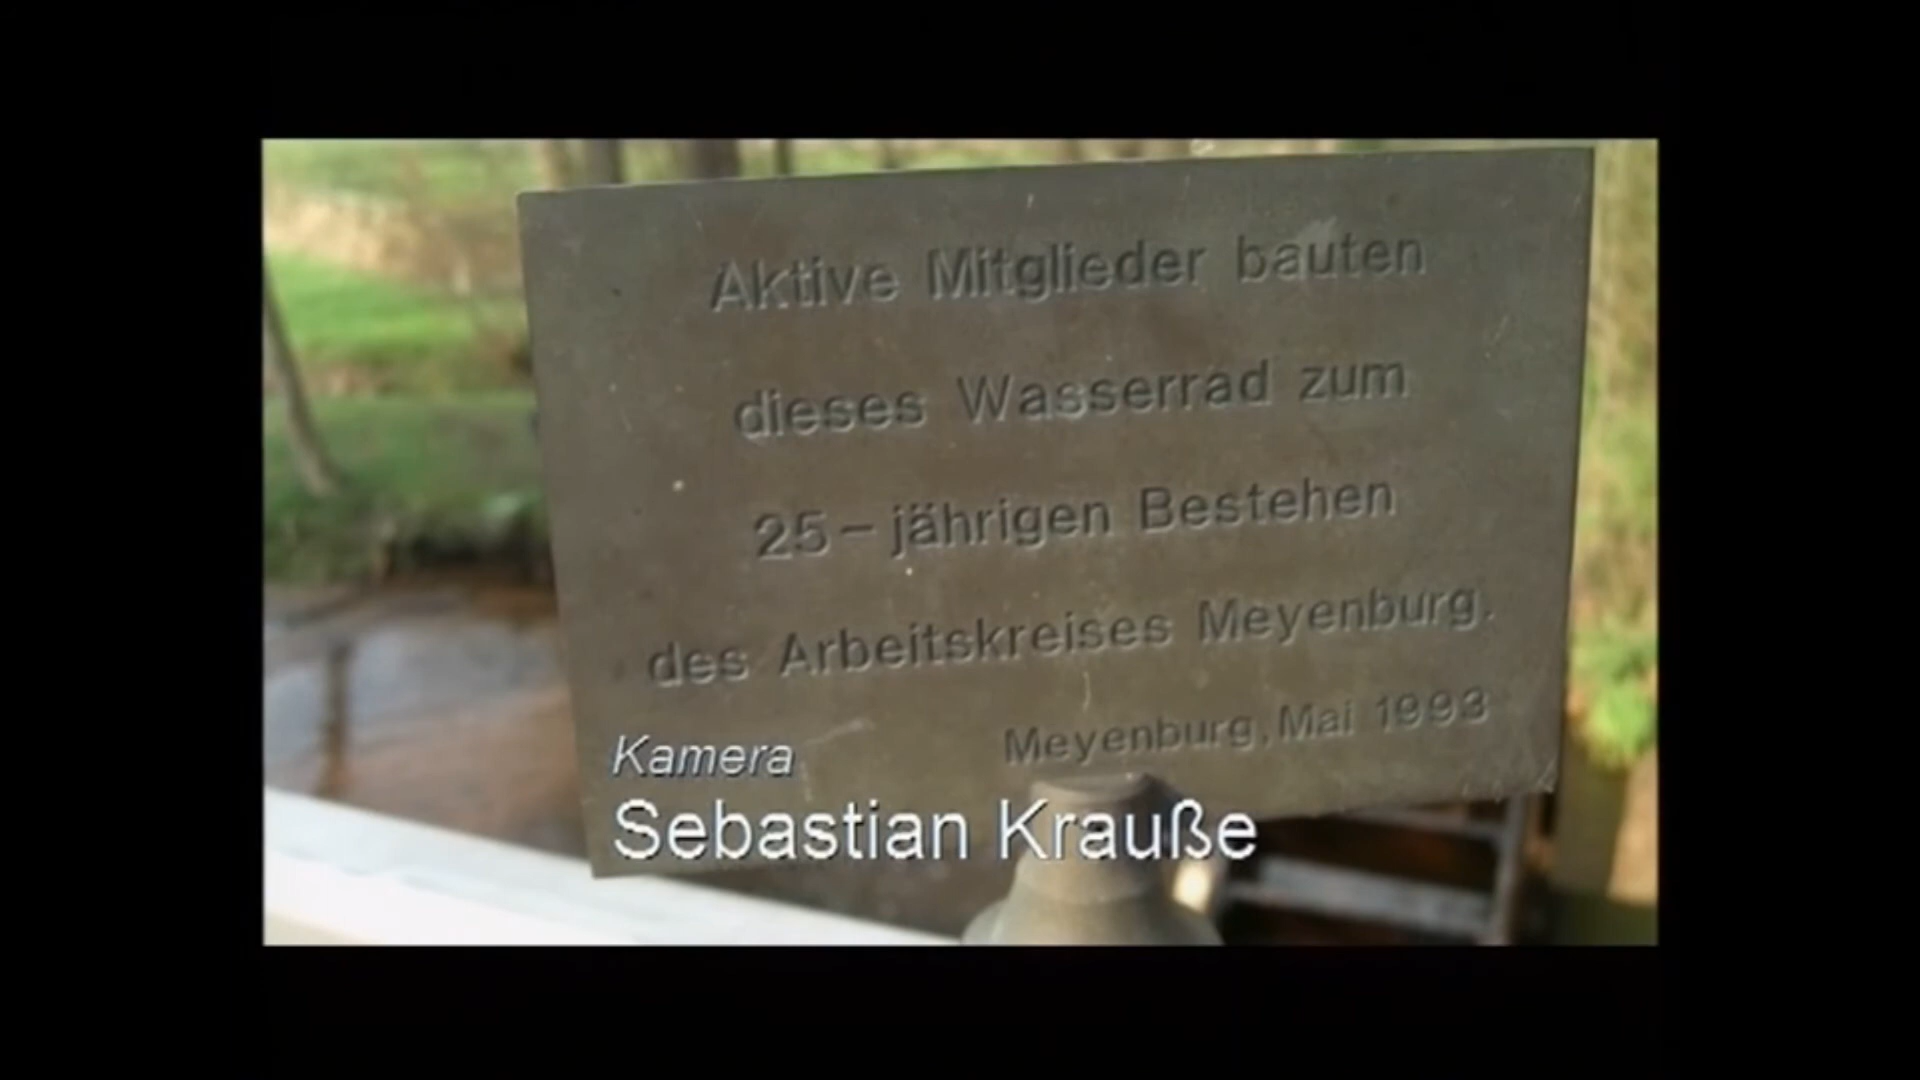 Aktive Mitglieder bauten
dieses Wasserrad zum
25 – jährigen Bestehen
des Arbeitskreises Meyenburg.
Meyenburg, Mai 1993
Kamera
Sebastian Krauße